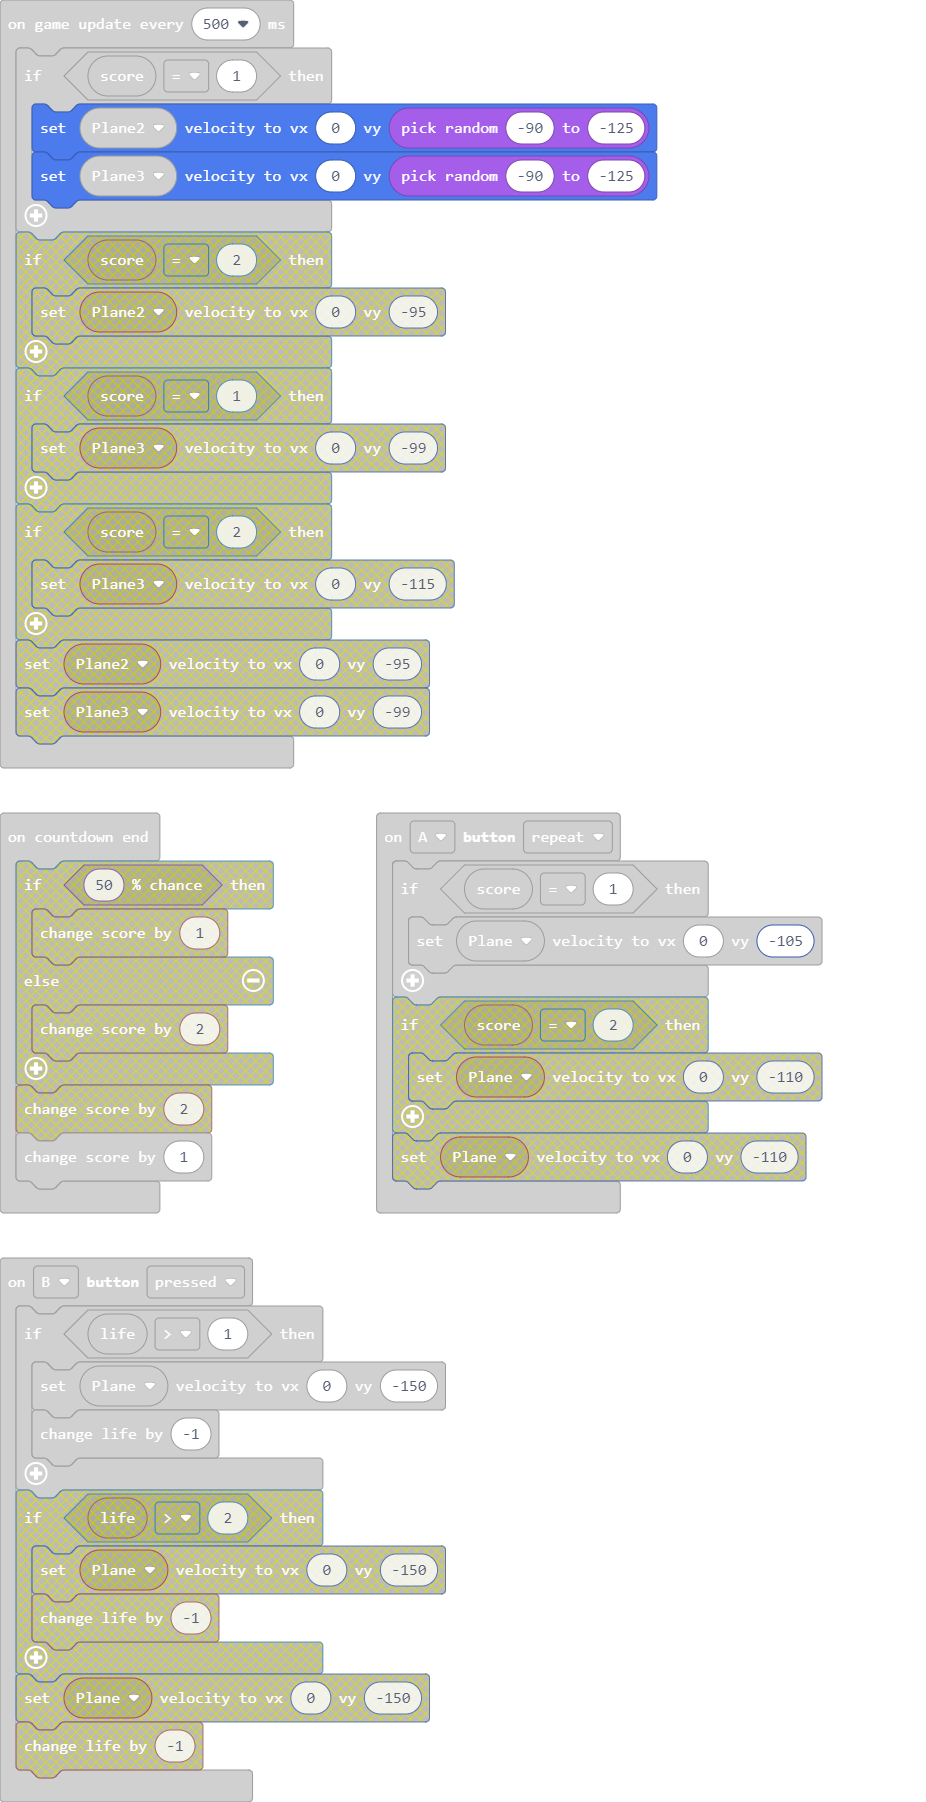 on game update every 500 ms
if score = 1 then
set Plane2 velocity to vx 0 vy pick random -90 to -125
set Plane3 velocity to vx 0 vy pick random -90 to -125
if score = 2 then
set Plane2 velocity to vx 0 vy -95
if score = 1 then
set Plane3 velocity to vx 0 vy -99
if score = 2 then
set Plane3 velocity to vx 0 vy -115
set Plane2 velocity to vx 0 vy -95
set Plane3 velocity to vx 0 vy -99
on countdown end
if 50 % chance then
change score by 1
else
change score by 2
change score by 2
change score by 1
on A button repeat
if score = 1 then
set Plane velocity to vx 0 vy -105
if score = 2 then
set Plane velocity to vx 0 vy -110
set Plane velocity to vx 0 vy -110
on B button pressed
if life > 1 then
set Plane velocity to vx 0 vy -150
change life by -1
if life > 2 then
set Plane velocity to vx 0 vy -150
change life by -1
set Plane velocity to vx 0 vy -150
change life by -1